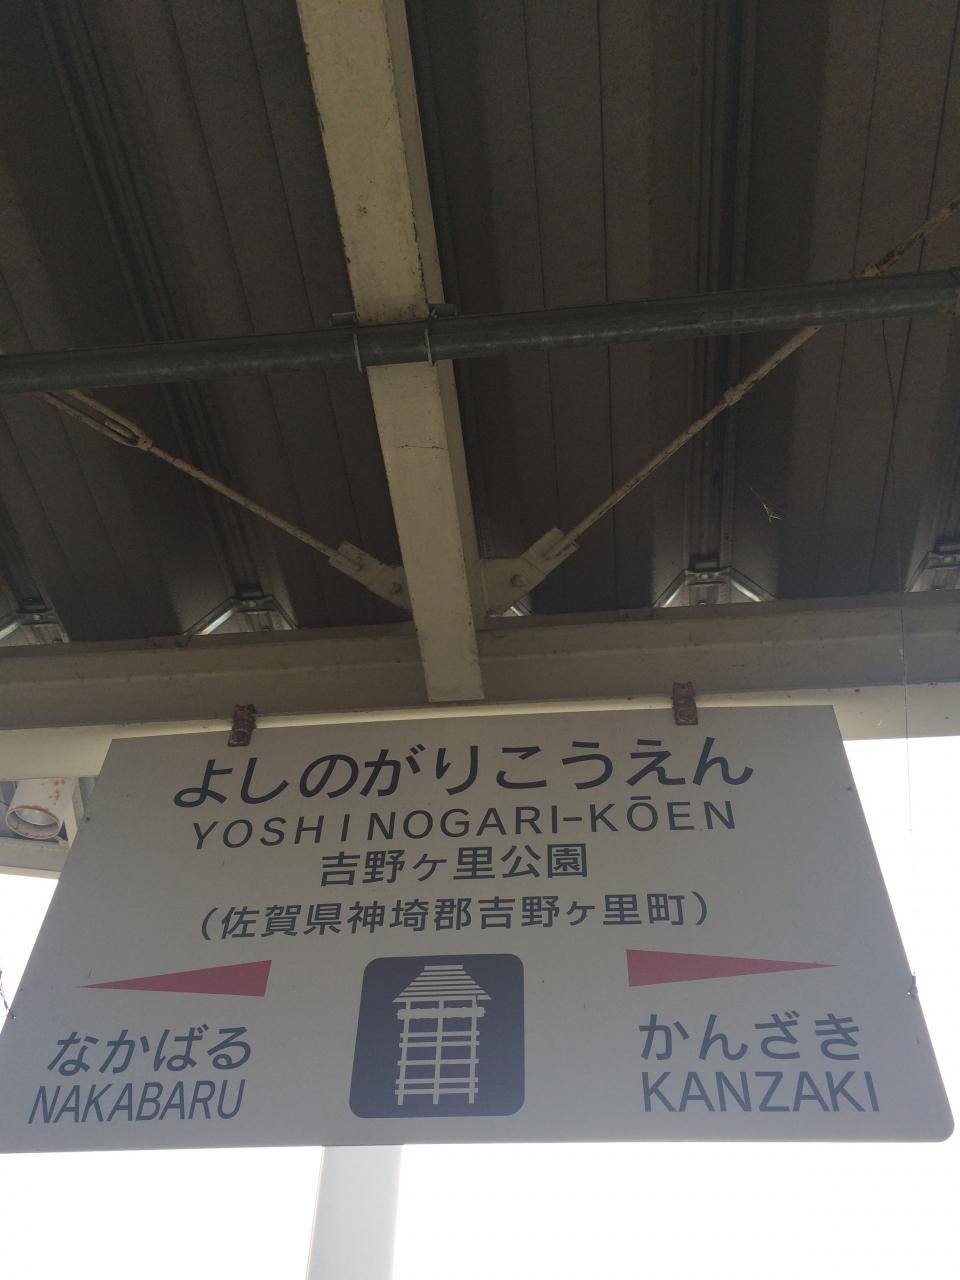 よしのがりこうえん
YOSHINOGARI-KŌEN
吉野ヶ里公園
（佐賀県神埼郡吉野ヶ里町）
なかばる
NAKABARU
かんざき
KANZAKI